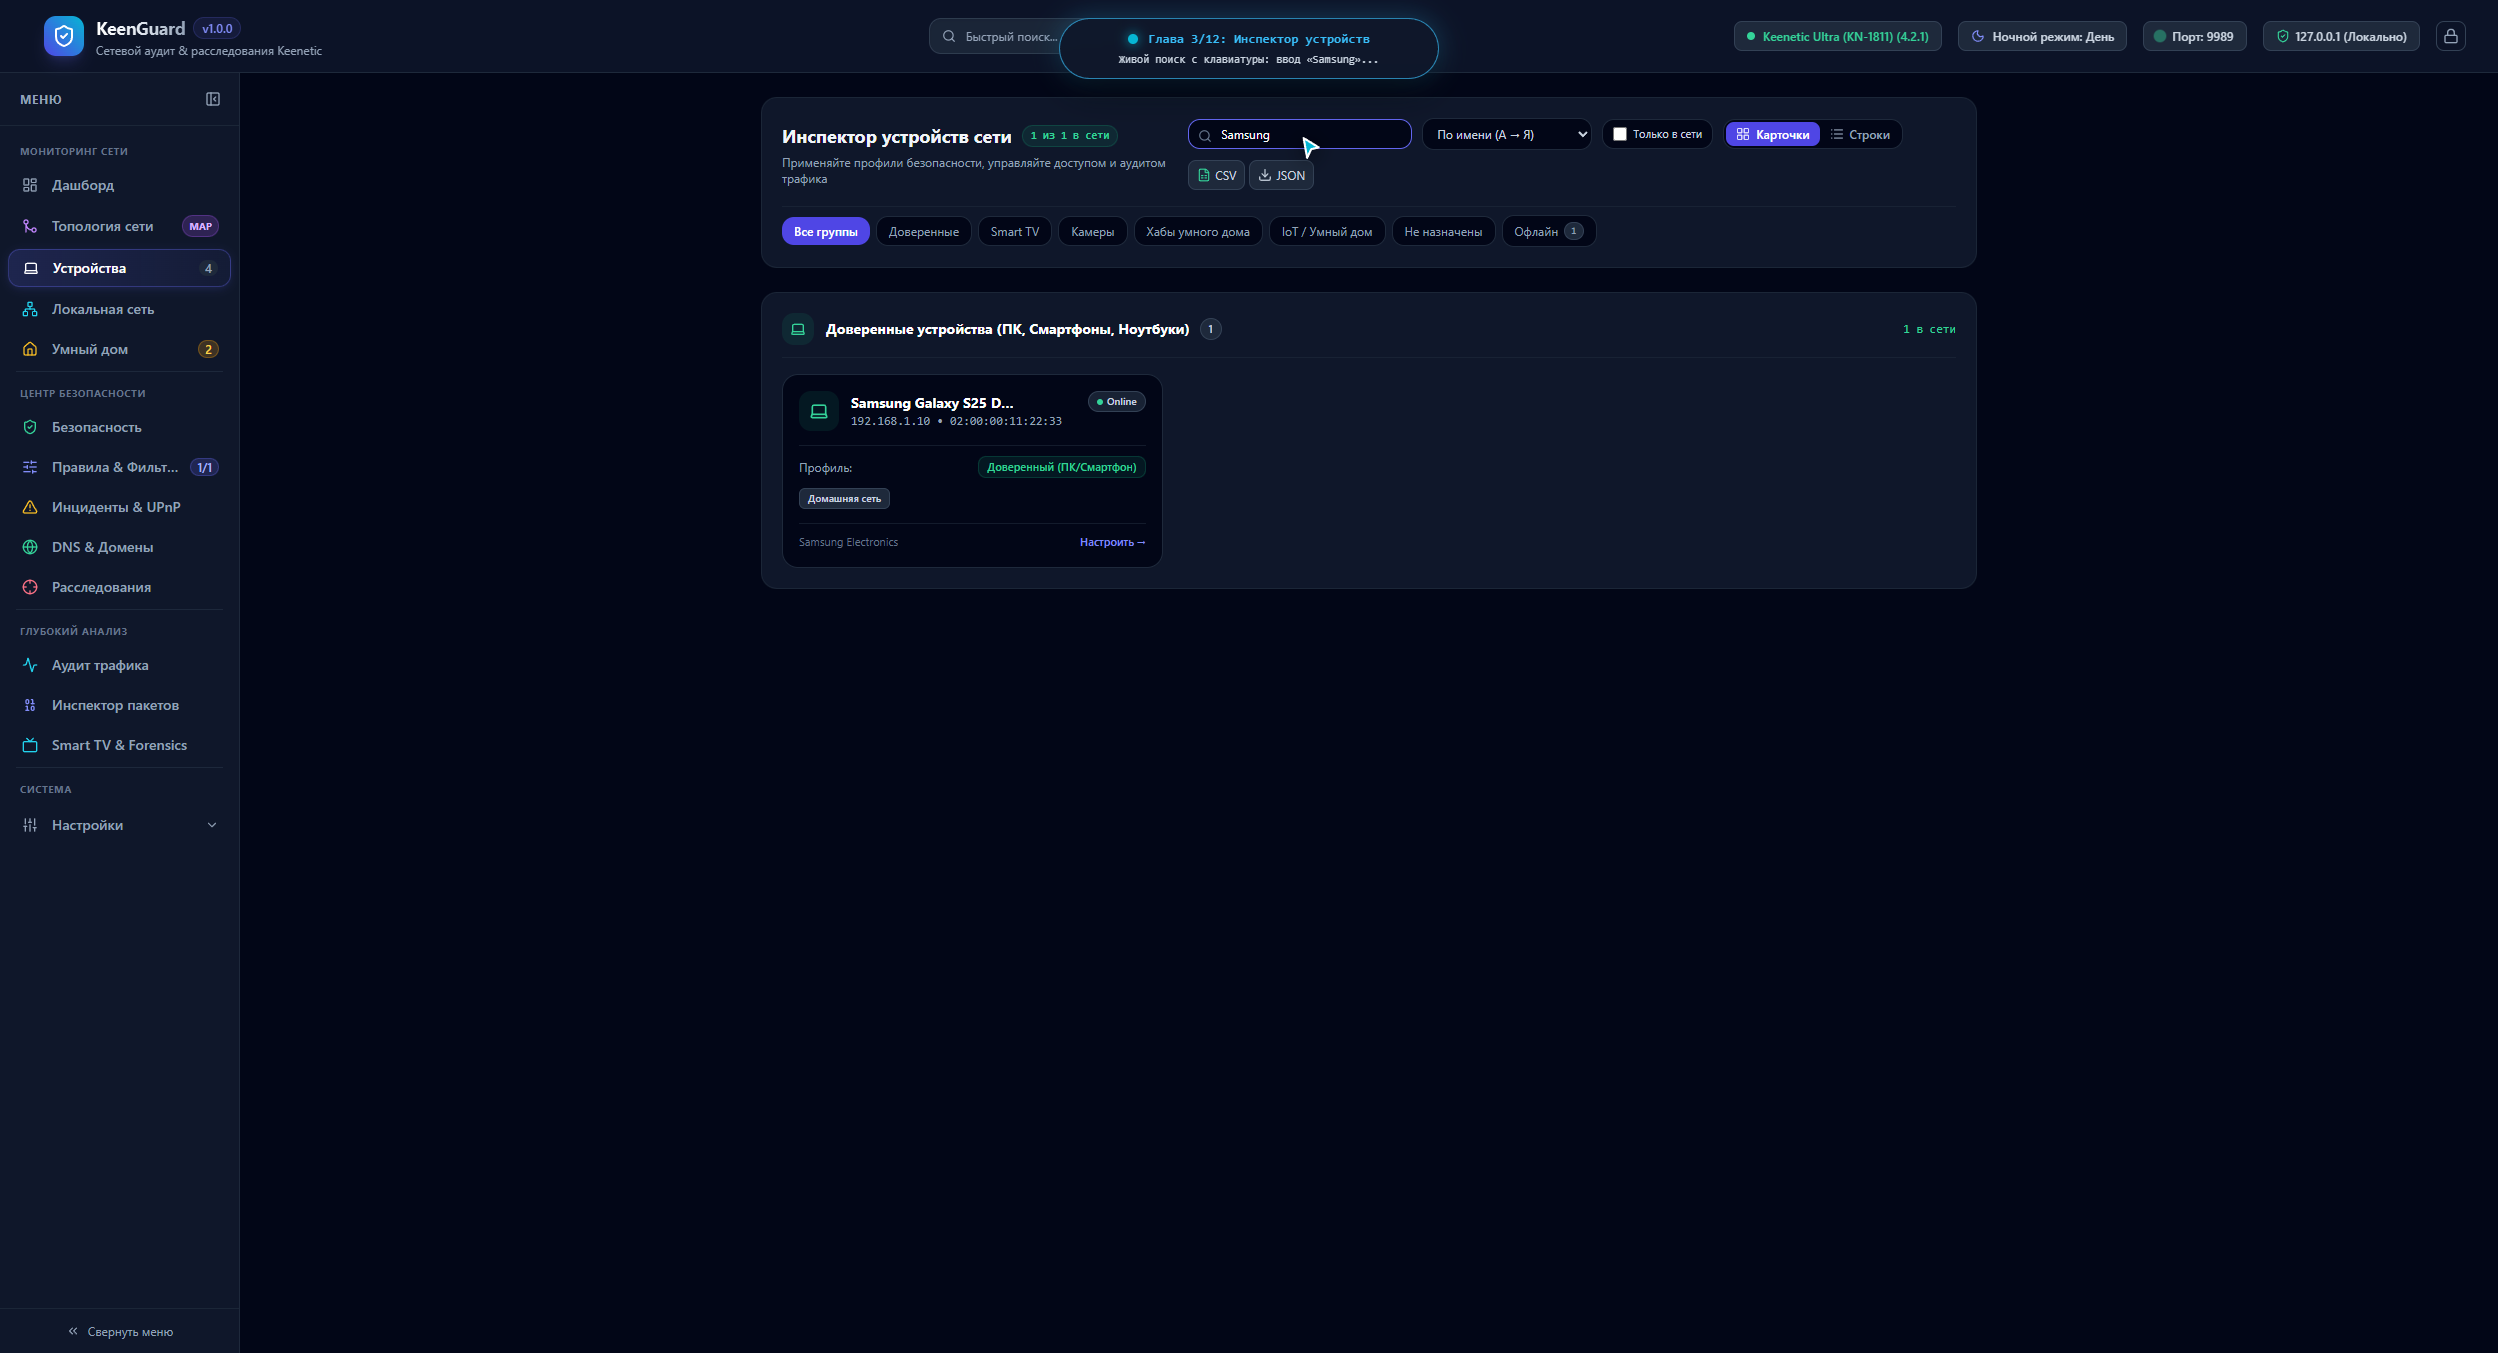 KeenGuard v1.0.0
Сетевой аудит & расследования Keenetic
Быстрый поиск...
Глава 3/12: Инспектор устройств
Живой поиск с клавиатуры: ввод «Samsung»...
Keenetic Ultra (KN-1811) (4.2.1)
Ночной режим: День
Порт: 9989
127.0.0.1 (Локально)
МЕНЮ
МОНИТОРИНГ СЕТИ
Дашборд
Топология сети MAP
Устройства 4
Локальная сеть
Умный дом 2
ЦЕНТР БЕЗОПАСНОСТИ
Безопасность
Правила & Фильт... 1/1
Инциденты & UPnP
DNS & Домены
Расследования
ГЛУБОКИЙ АНАЛИЗ
Аудит трафика
Инспектор пакетов
Smart TV & Forensics
СИСТЕМА
Настройки
Свернуть меню
Инспектор устройств сети 1 из 1 в сети
Применяйте профили безопасности, управляйте доступом и аудитом
трафика
Samsung
По имени (А → Я)
Только в сети
Карточки
Строки
CSV
JSON
Все группы
Доверенные
Smart TV
Камеры
Хабы умного дома
IoT / Умный дом
Не назначены
Офлайн 1
Доверенные устройства (ПК, Смартфоны, Ноутбуки) 1
1 в сети
Samsung Galaxy S25 D...
Online
192.168.1.10 • 02:00:00:11:22:33
Профиль:
Доверенный (ПК/Смартфон)
Домашняя сеть
Samsung Electronics
Настроить →